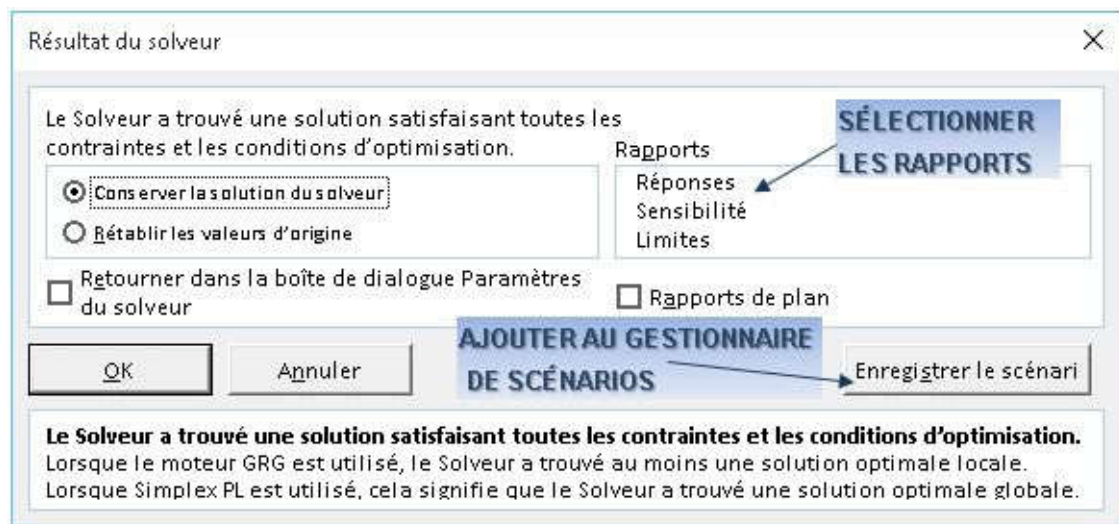 Résultat du solveur
Le Solveur a trouvé une solution satisfaisant toutes les
contraintes et les conditions d'optimisation.
Conserver la solution du solveur
Rétablir les valeurs d'origine
Retourner dans la boîte de dialogue Paramètres
du solveur
Rapports
Réponses
Sensibilité
Limites
Rapports de plan
SÉLECTIONNER
LES RAPPORTS
AJOUTER AU GESTIONNAIRE
DE SCÉNARIOS
OK
Annuler
Enregistrer le scénari
Le Solveur a trouvé une solution satisfaisant toutes les contraintes et les conditions d'optimisation.
Lorsque le moteur GRG est utilisé, le Solveur a trouvé au moins une solution optimale locale.
Lorsque Simplex PL est utilisé, cela signifie que le Solveur a trouvé une solution optimale globale.